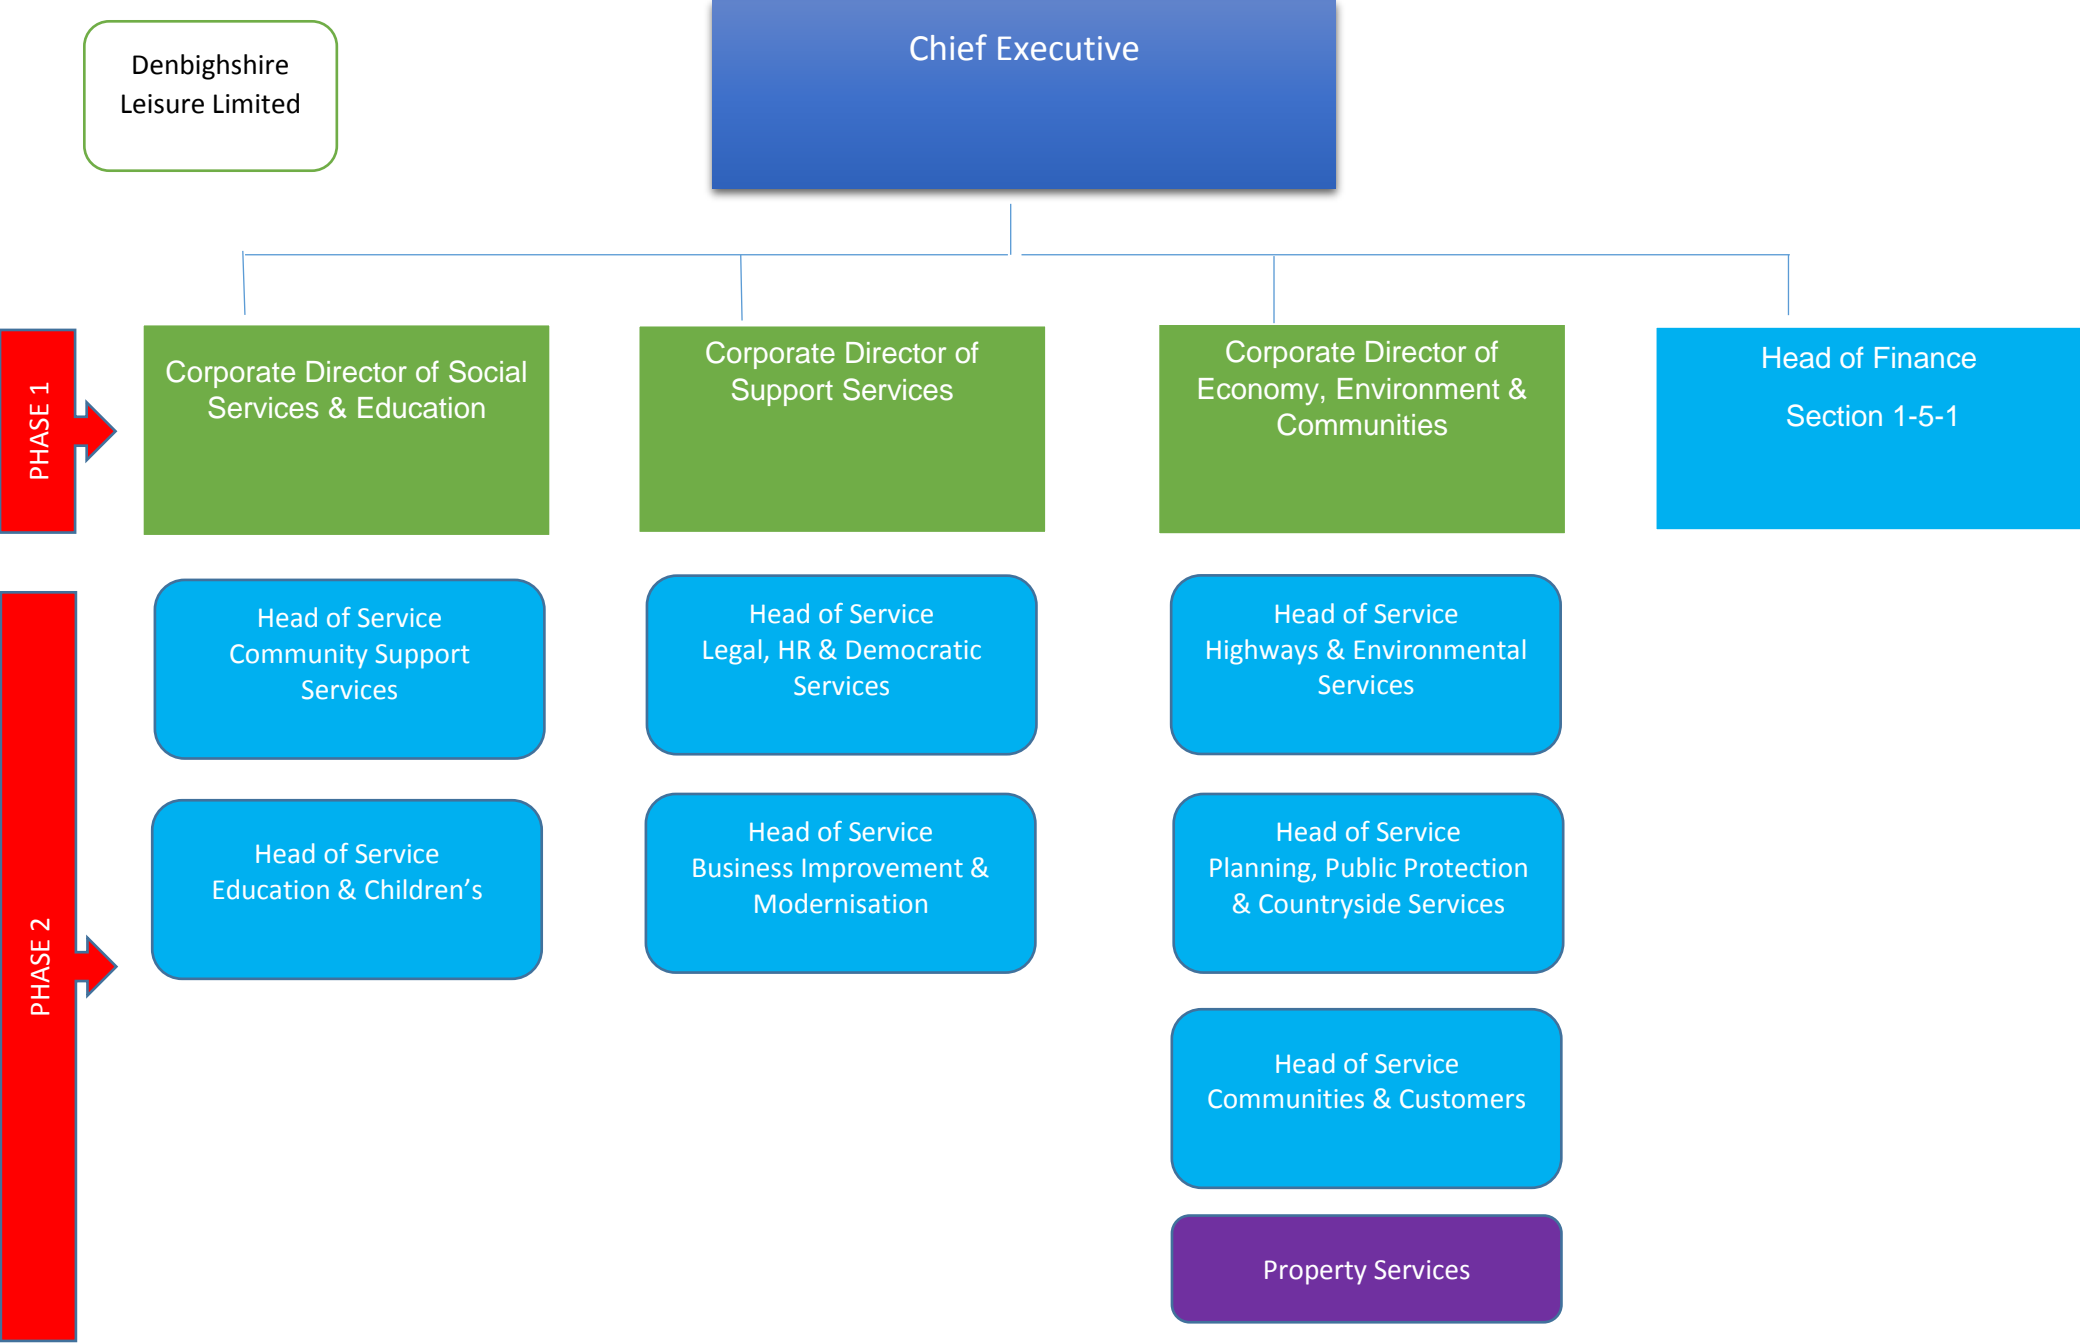 Denbighshire
Leisure Limited
Chief Executive
PHASE 1
Corporate Director of Social
Services & Education
Corporate Director of
Support Services
Corporate Director of
Economy, Environment &
Communities
Head of Finance
Section 1-5-1
PHASE 2
Head of Service
Community Support
Services
Head of Service
Legal, HR & Democratic
Services
Head of Service
Highways & Environmental
Services
Head of Service
Education & Children’s
Head of Service
Business Improvement &
Modernisation
Head of Service
Planning, Public Protection
& Countryside Services
Head of Service
Communities & Customers
Property Services